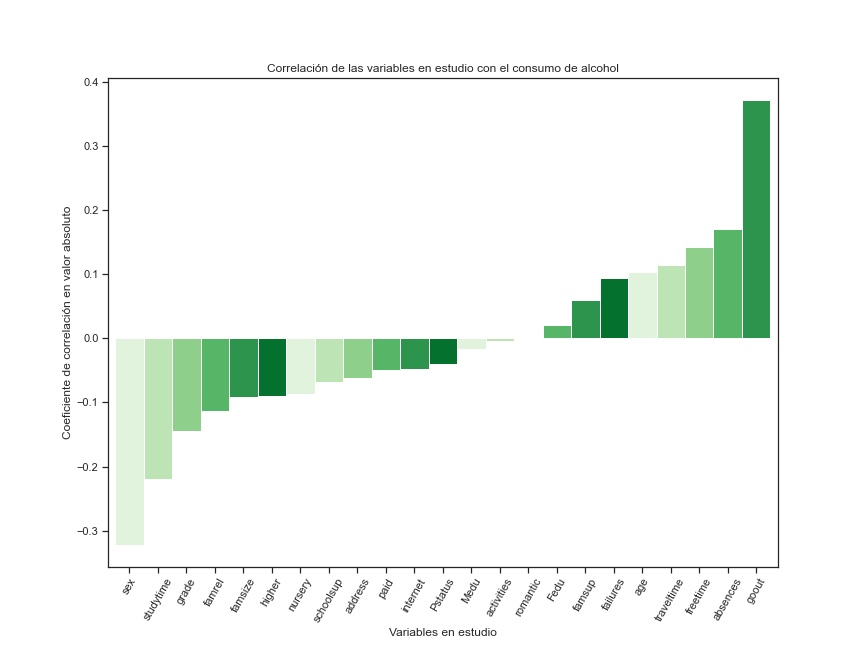 Correlación de las variables en estudio con el consumo de alcohol
Coeficiente de correlación en valor absoluto
0.4
0.3
0.2
0.1
0.0
−0.1
−0.2
−0.3
sex
studytime
grade
famrel
famsize
higher
nursery
schoolsup
address
paid
internet
Pstatus
Medu
activities
romantic
Fedu
famsup
failures
age
traveltime
freetime
absences
goout
Variables en estudio